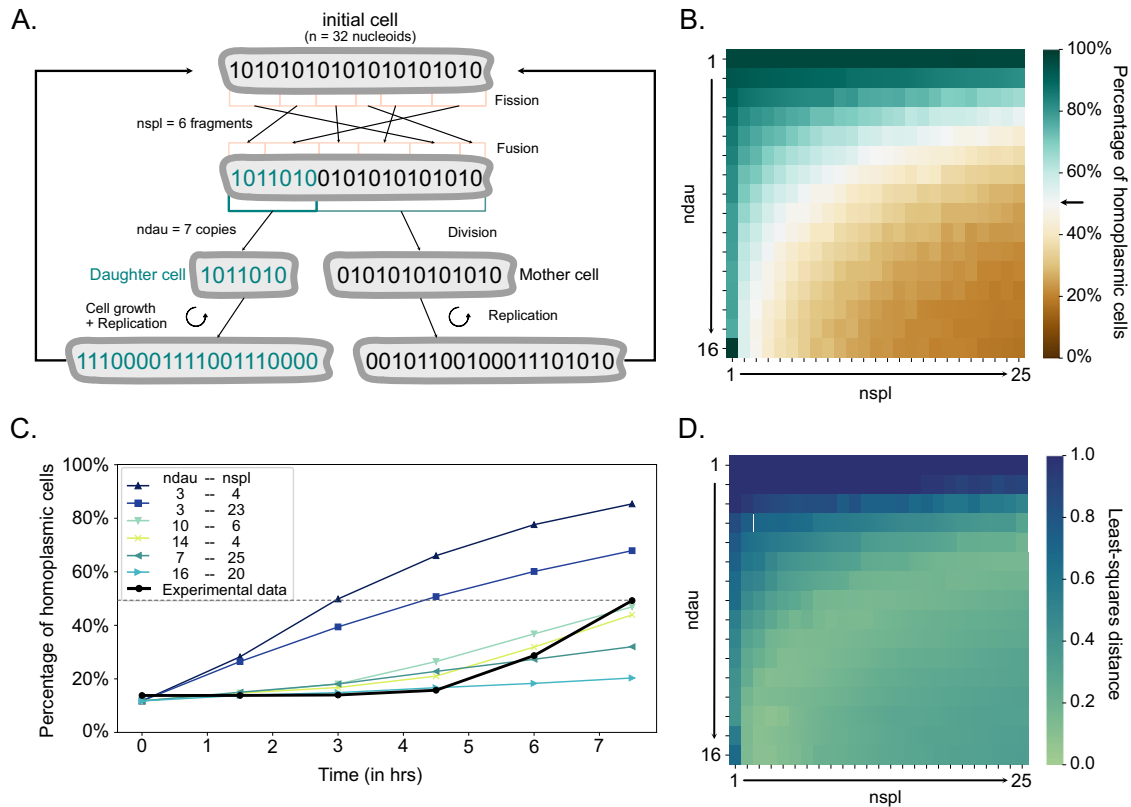 A.
initial cell
(n = 32 nucleoids)
10101010101010101010
Fission
nspl = 6 fragments
Fusion
10110100101010101010
ndau = 7 copies
Division
Daughter cell
1011010
0101010101010
Mother cell
Cell growth
+ Replication
Replication
11100001111001110000
00101100100011101010
B.
1
ndau
16
1
nspl
25
100%
80%
60%
40%
20%
0%
Percentage of homoplasmic cells
C.
Percentage of homoplasmic cells
100%
80%
60%
40%
20%
0%
ndau -- nspl
3 -- 4
3 -- 23
10 -- 6
14 -- 4
7 -- 25
16 -- 20
Experimental data
0 1 2 3 4 5 6 7
Time (in hrs)
D.
1
npau
16
1
nspl
25
1.0
0.8
0.6
0.4
0.2
0.0
Least-squares distance